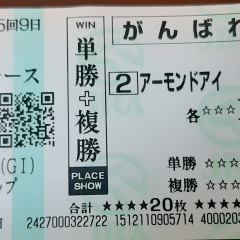 5回9日
WIN
単勝+複勝
PLACE
SHOW
がんばれ
ース
2 アーモンドアイ
各☆☆☆
(GI)
ップ
単勝 ☆☆☆
複勝 ☆☆☆
合計 ★★★★20枚 ★★★★
2427000322722 1512110905714 4000203